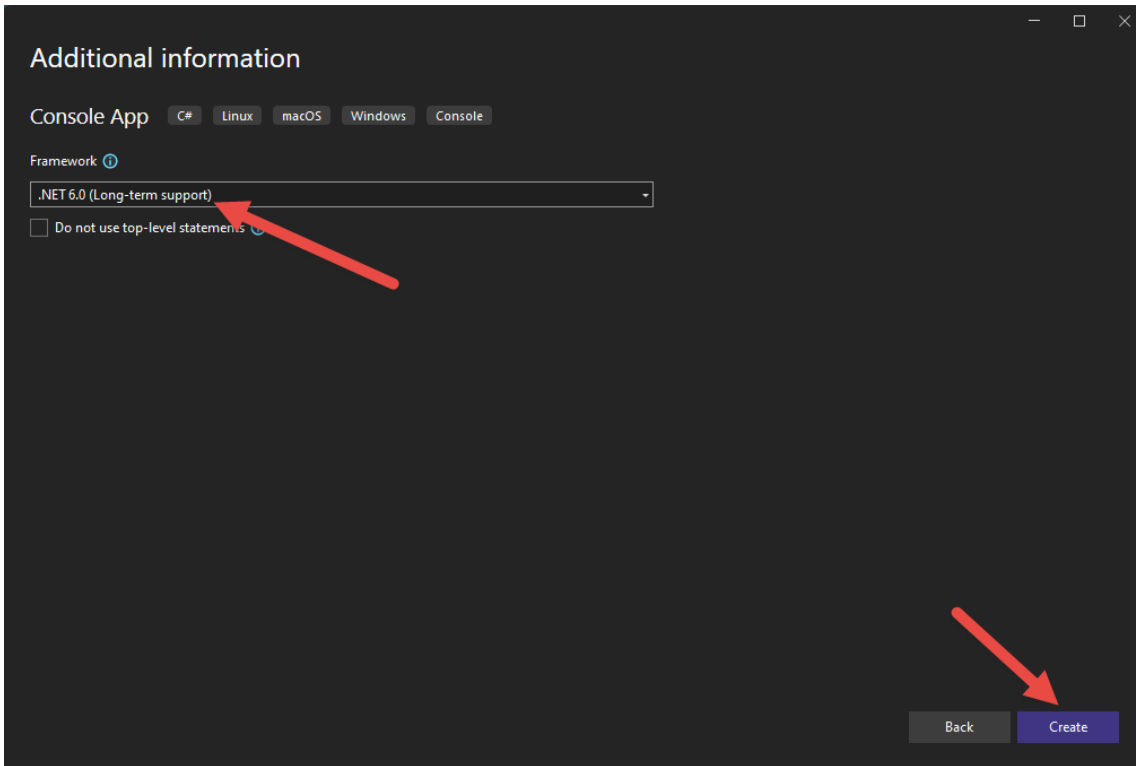 Additional information
Console App C# Linux macOS Windows Console
Framework
.NET 6.0 (Long-term support)
Do not use top-level statements
Back Create